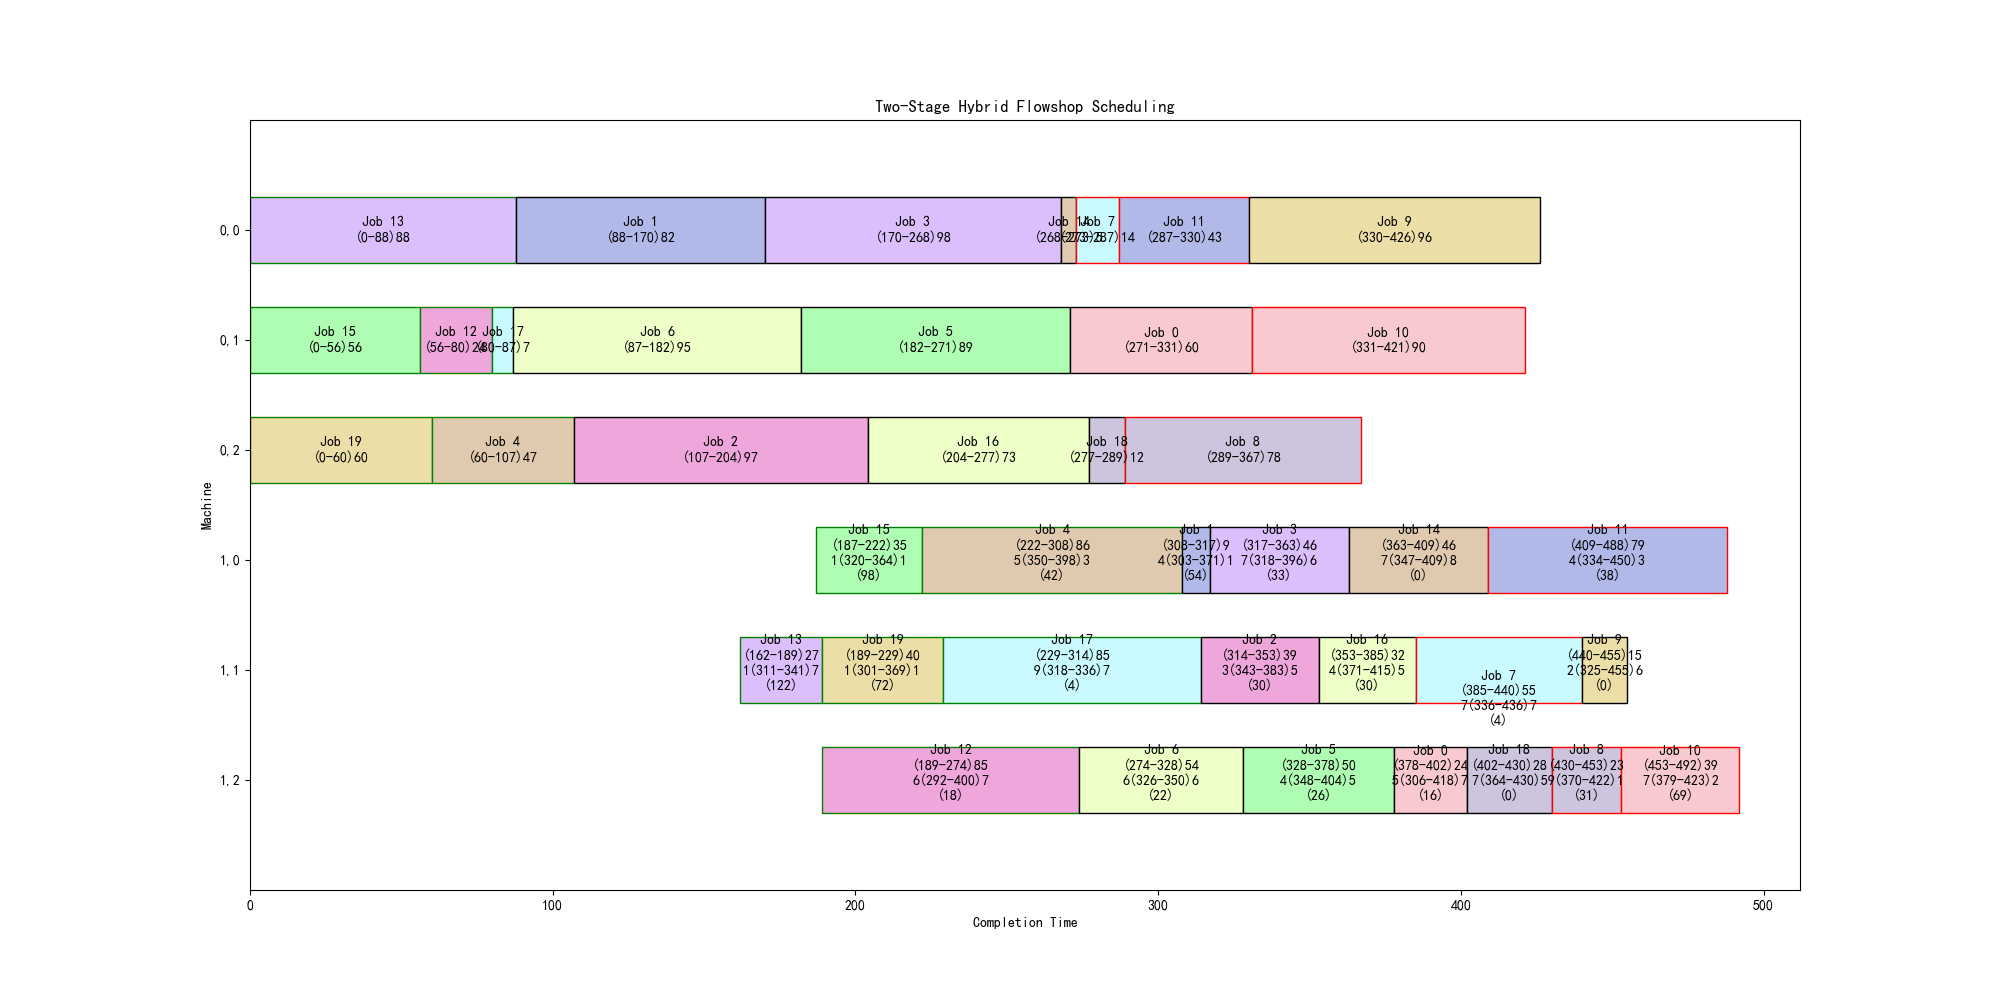 Two-Stage Hybrid Flowshop Scheduling
Machine
0,0
Job 13
(0-88)88
Job 1
(88-170)82
Job 3
(170-268)98
Job 14
(268-273)5
Job 7
(273-287)14
Job 11
(287-330)43
Job 9
(330-426)96
0,1
Job 15
(0-56)56
Job 12
(56-80)24
Job 17
(80-87)7
Job 6
(87-182)95
Job 5
(182-271)89
Job 0
(271-331)60
Job 10
(331-421)90
0,2
Job 19
(0-60)60
Job 4
(60-107)47
Job 2
(107-204)97
Job 16
(204-277)73
Job 18
(277-289)12
Job 8
(289-367)78
1,0
Job 15
(187-222)35
1(320-364)1
(98)
Job 4
(222-308)86
5(350-398)3
(42)
Job 1
(308-317)9
4(303-371)1
(54)
Job 3
(317-363)46
7(318-396)6
(33)
Job 14
(363-409)46
7(347-409)8
(0)
Job 11
(409-488)79
4(334-450)3
(38)
1,1
Job 13
(162-189)27
1(311-341)7
(122)
Job 19
(189-229)40
1(301-369)1
(72)
Job 17
(229-314)85
9(318-336)7
(4)
Job 2
(314-353)39
3(343-383)5
(30)
Job 16
(353-385)32
4(371-415)5
(30)
Job 7
(385-440)55
7(336-436)7
(4)
Job 9
(440-455)15
2(325-455)6
(0)
1,2
Job 12
(189-274)85
6(292-400)7
(18)
Job 6
(274-328)54
6(326-350)6
(22)
Job 5
(328-378)50
4(348-404)5
(26)
Job 0
(378-402)24
5(306-418)7
(16)
Job 18
(402-430)28
7(364-430)5
(0)
Job 8
(430-453)23
9(370-422)1
(31)
Job 10
(453-492)39
7(379-423)2
(69)
0
100
200
300
400
500
Completion Time